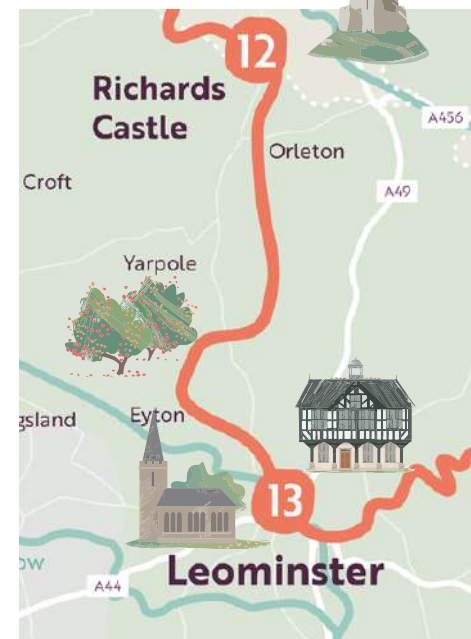 12
Richards
Castle
A456
Orleton
Croft
A49
Yarpole
gsland
Eyton
13
ow
Leominster
A44